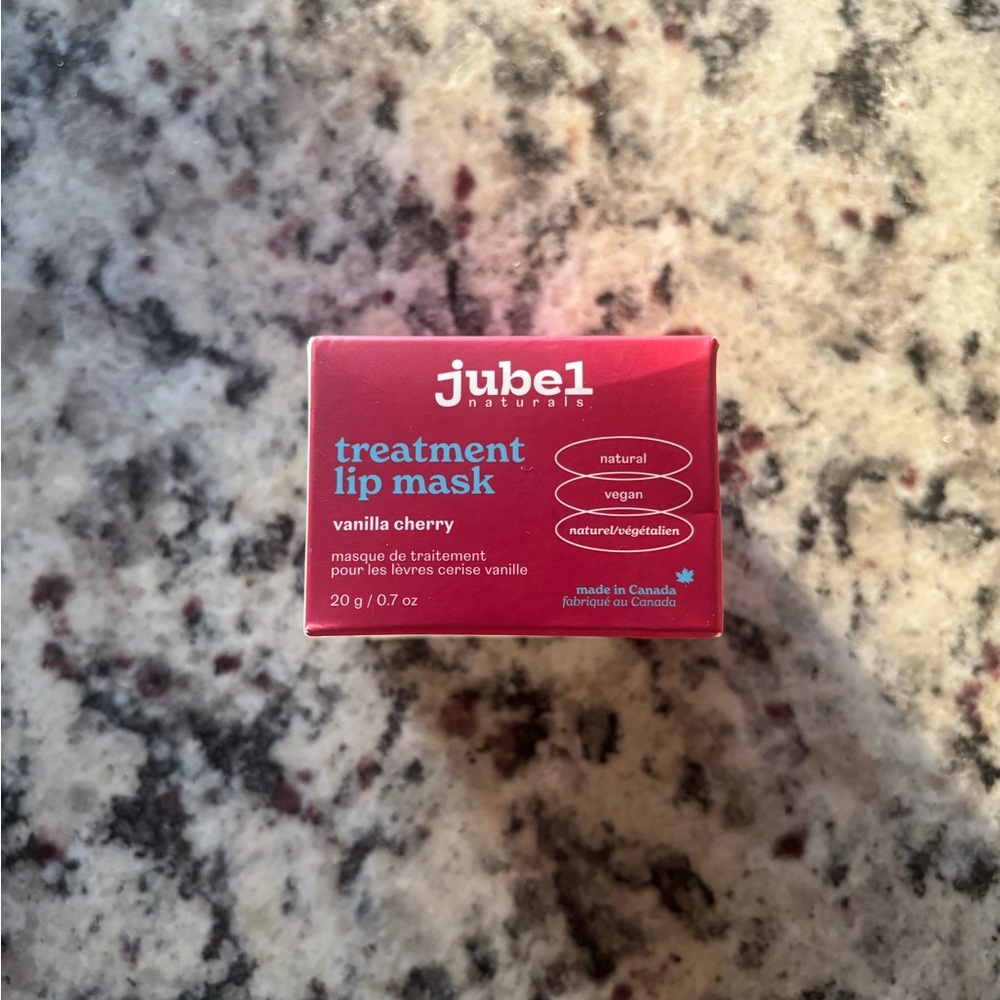 jubel
naturals
treatment
lip mask
vanilla cherry
masque de traitement
pour les lèvres cerise vanille
20 g / 0.7 oz
natural
vegan
naturel/végétalien
made in Canada
fabriqué au Canada